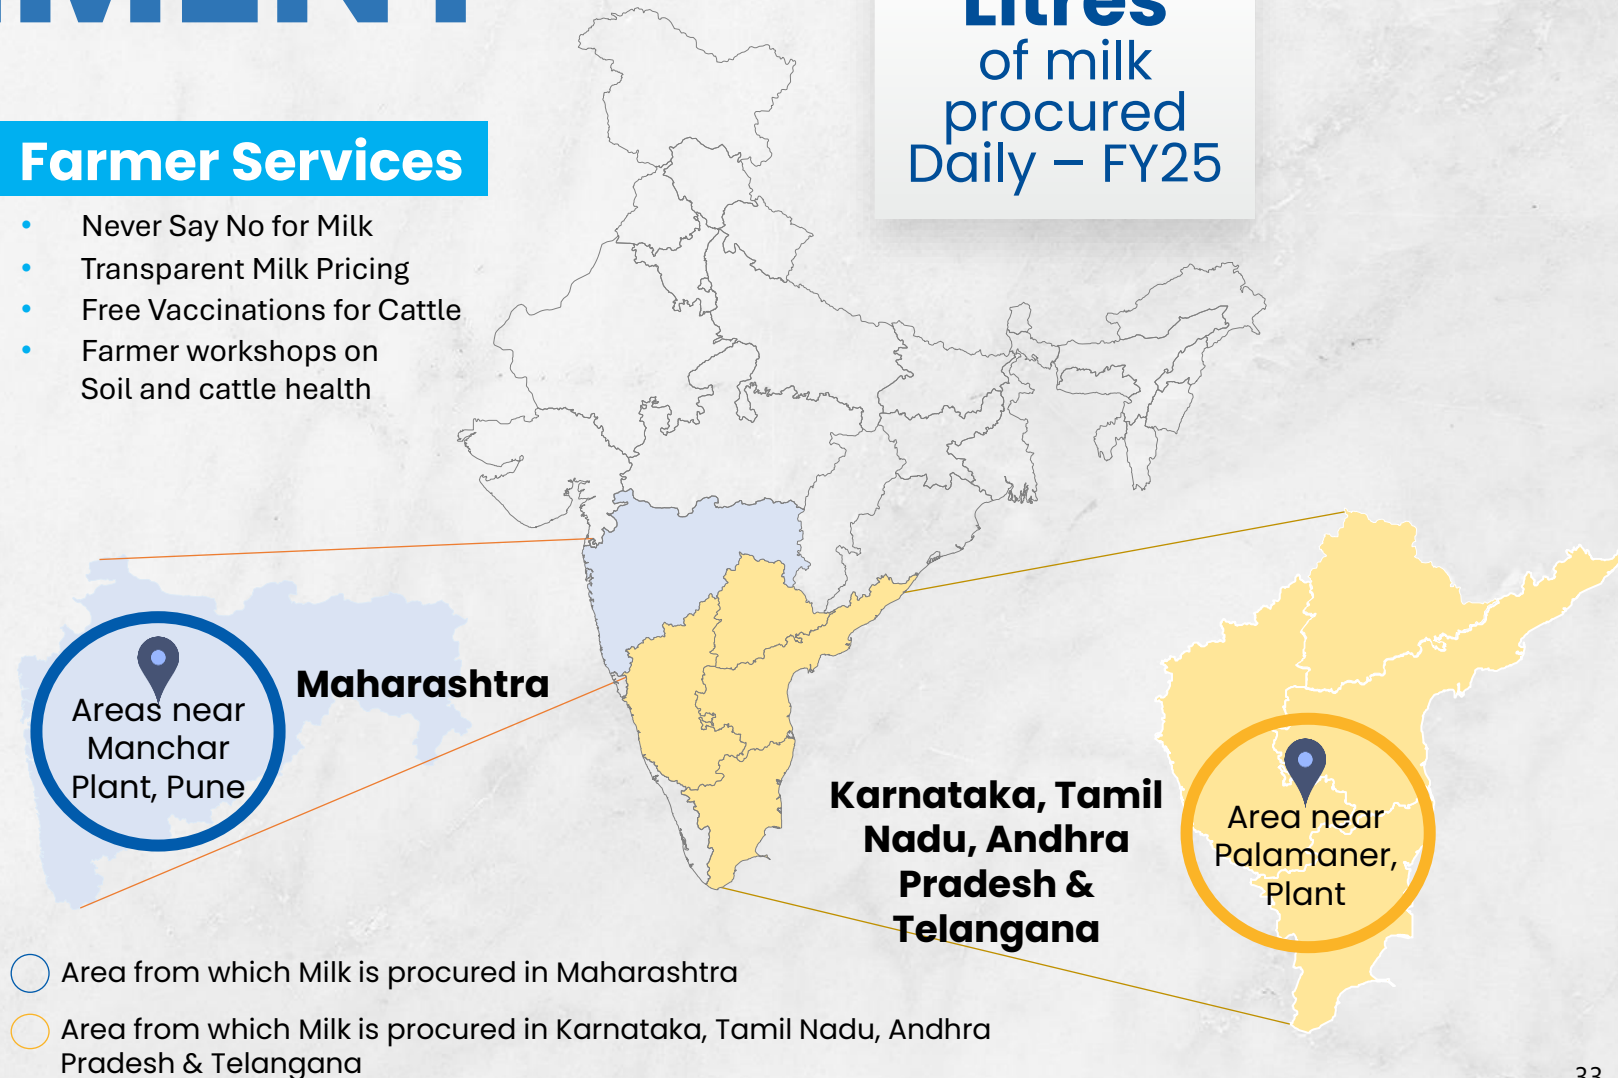 Litres
of milk
procured
Daily – FY25
Farmer Services
• Never Say No for Milk
• Transparent Milk Pricing
• Free Vaccinations for Cattle
• Farmer workshops on
Soil and cattle health
Maharashtra
Areas near
Manchar
Plant, Pune
Karnataka, Tamil
Nadu, Andhra
Pradesh &
Telangana
Area near
Palamaner,
Plant
Area from which Milk is procured in Maharashtra
Area from which Milk is procured in Karnataka, Tamil Nadu, Andhra
Pradesh & Telangana
33